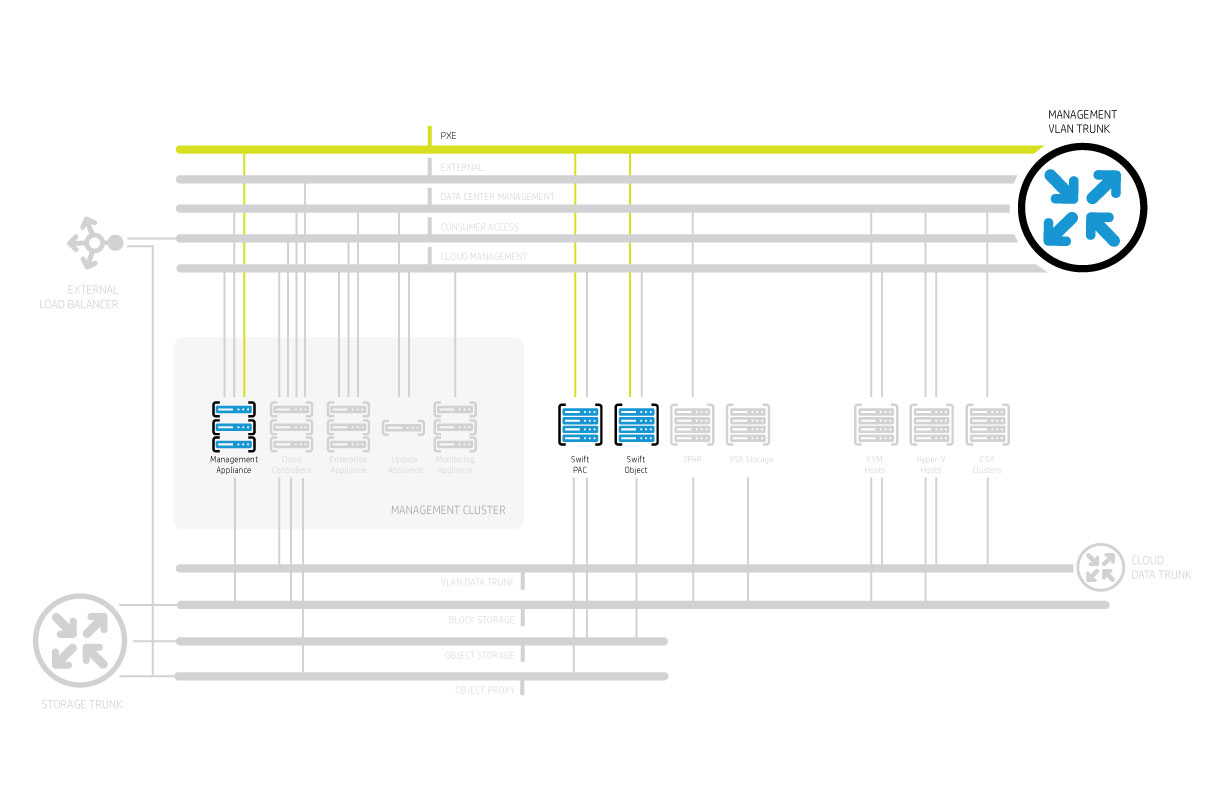 MANAGEMENT
VLAN TRUNK
PXE
EXTERNAL
DATA CENTER MANAGEMENT
CONSUMER ACCESS
CLOUD MANAGEMENT
EXTERNAL
LOAD BALANCER
Management
Appliance
Cloud
Controllers
Enterprise
Appliance
Update
Appliance
Monitoring
Appliance
Swift
PAC
Swift
Object
3PAR
VSA Storage
KVM
Hosts
Hyper-V
Hosts
ESX
Clusters
MANAGEMENT CLUSTER
CLOUD
DATA TRUNK
VLAN DATA TRUNK
BLOCK STORAGE
OBJECT STORAGE
OBJECT PROXY
STORAGE TRUNK